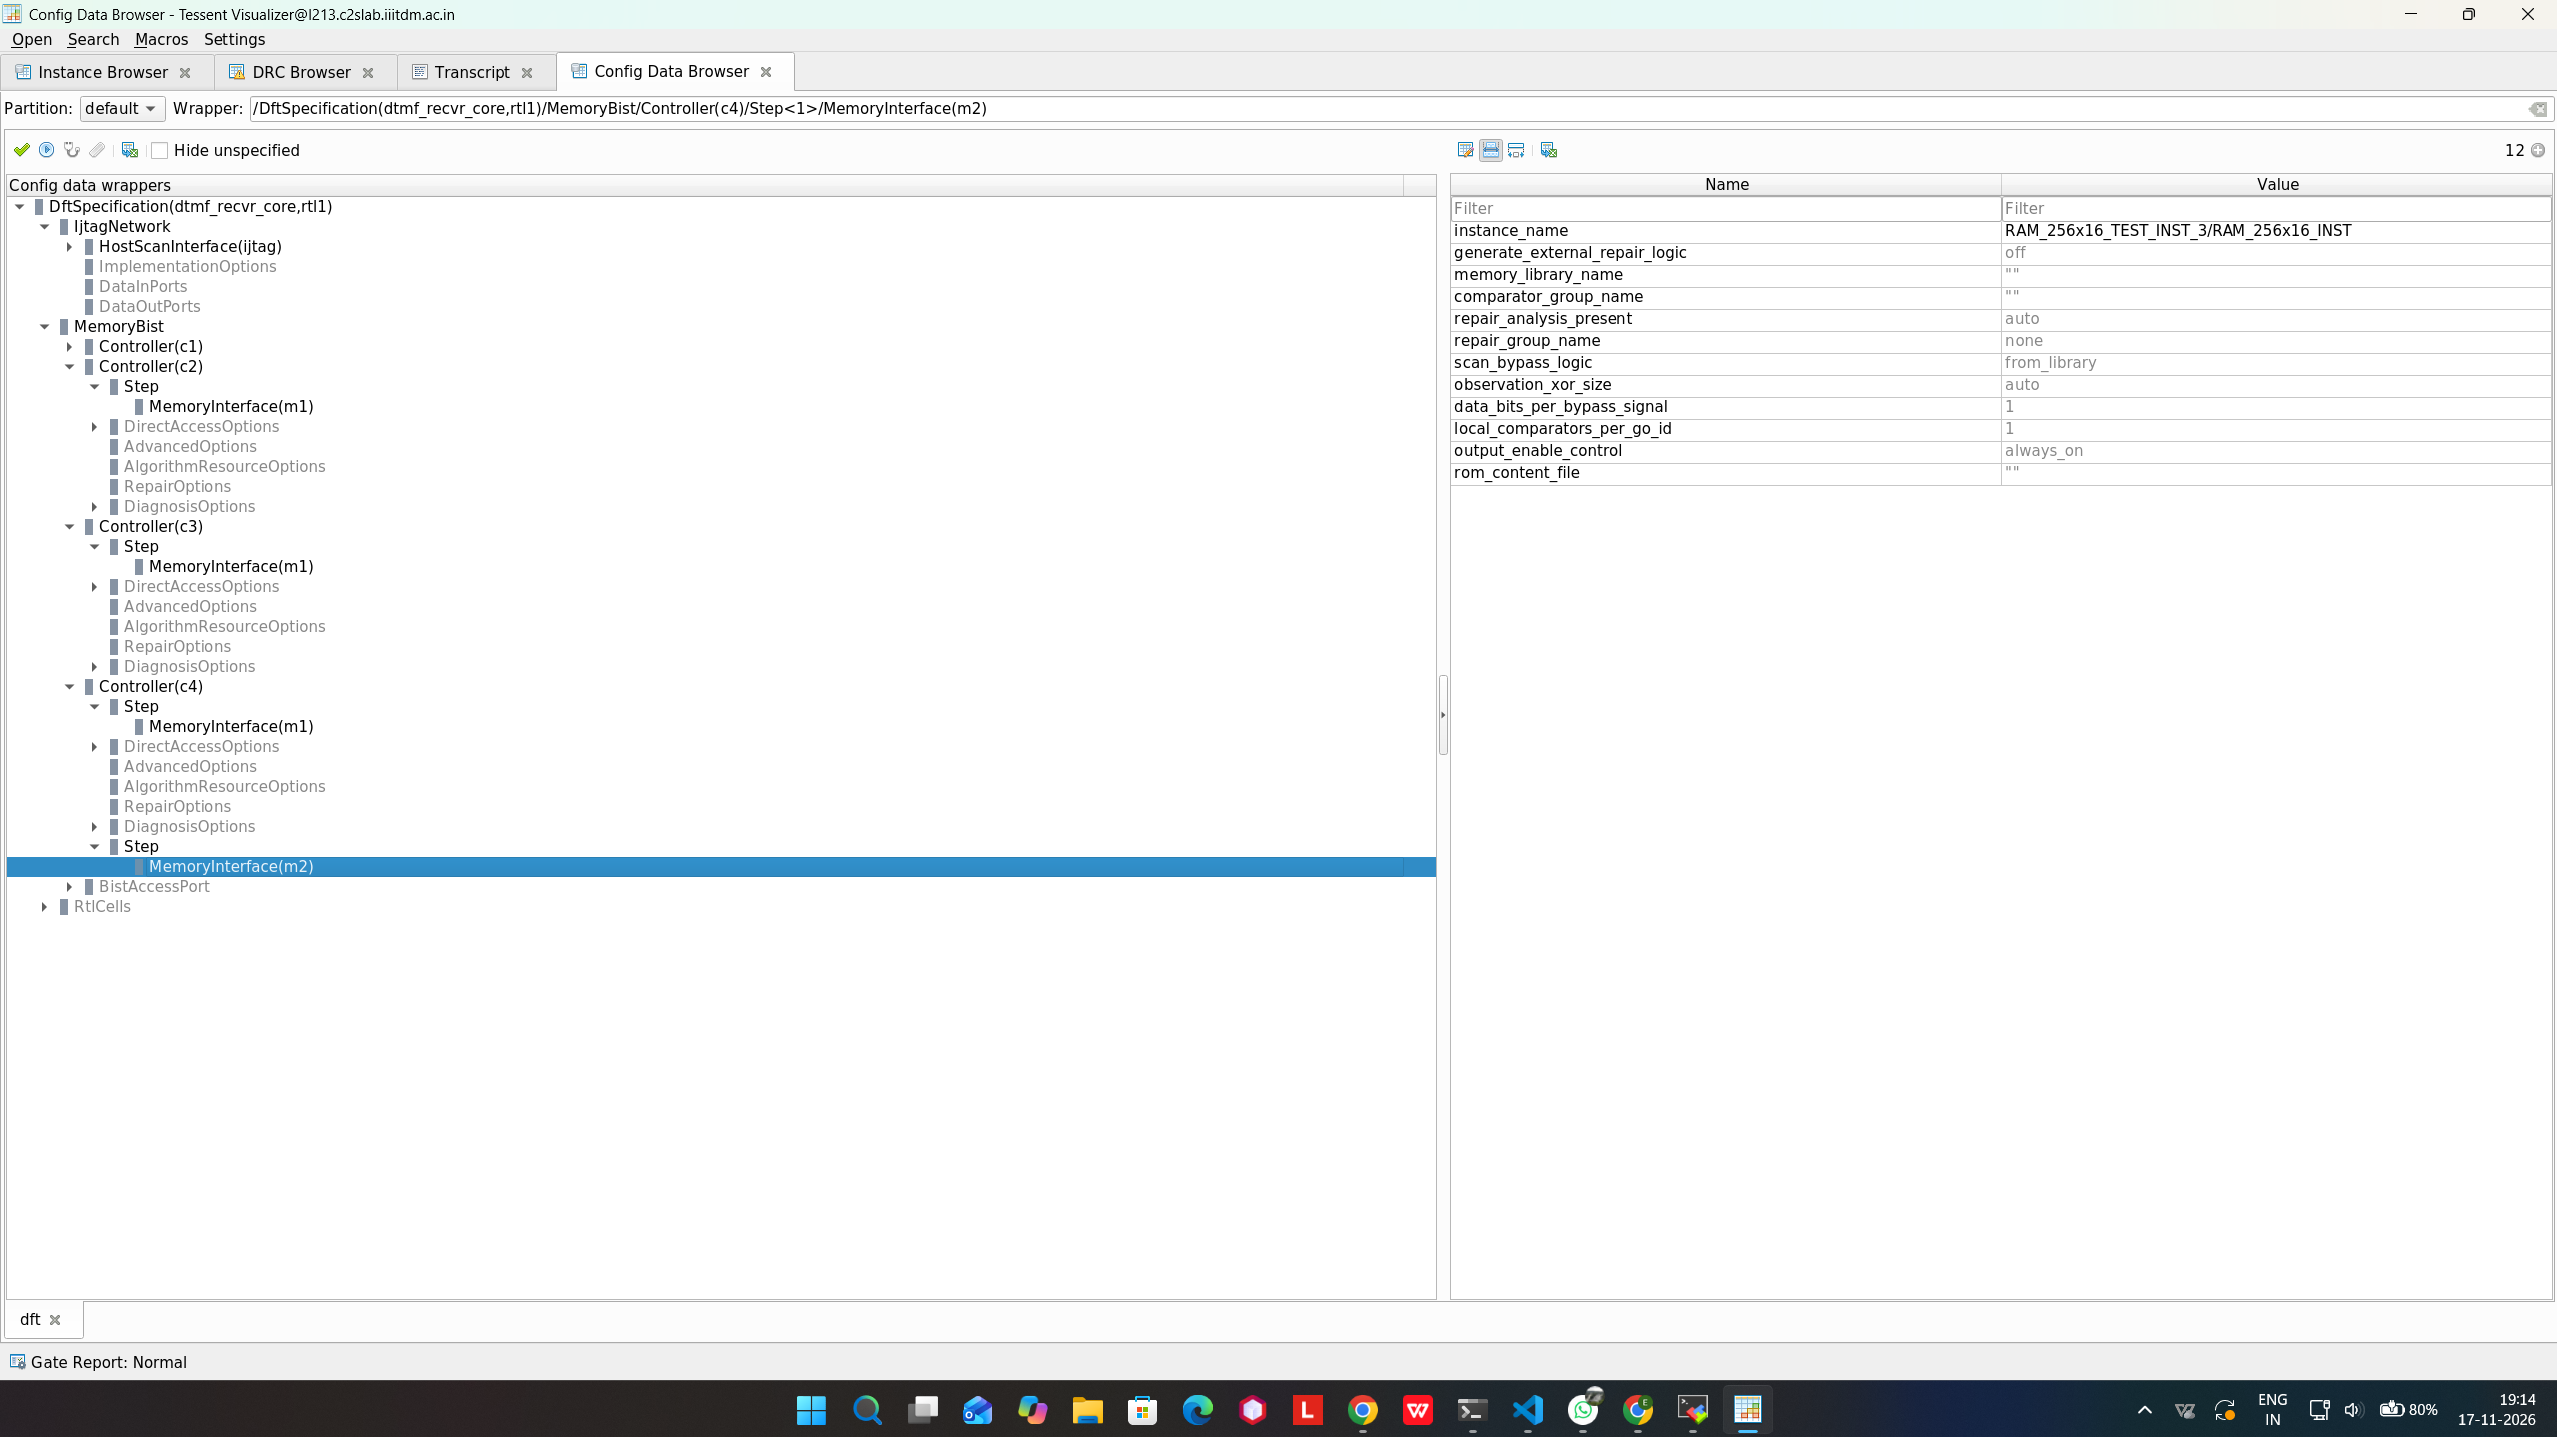 Config Data Browser - Tessent Visualizer@l213.c2slab.iiitdm.ac.in
Open Search Macros Settings
Instance Browser DRC Browser Transcript Config Data Browser
Partition: default Wrapper: /DftSpecification(dtmf_recvr_core,rtl1)/MemoryBist/Controller(c4)/Step<1>/MemoryInterface(m2)
Hide unspecified
12
Config data wrappers
DftSpecification(dtmf_recvr_core,rtl1)
IjtagNetwork
HostScanInterface(ijtag)
ImplementationOptions
DataInPorts
DataOutPorts
MemoryBist
Controller(c1)
Controller(c2)
Step
MemoryInterface(m1)
DirectAccessOptions
AdvancedOptions
AlgorithmResourceOptions
RepairOptions
DiagnosisOptions
Controller(c3)
Step
MemoryInterface(m1)
DirectAccessOptions
AdvancedOptions
AlgorithmResourceOptions
RepairOptions
DiagnosisOptions
Controller(c4)
Step
MemoryInterface(m1)
DirectAccessOptions
AdvancedOptions
AlgorithmResourceOptions
RepairOptions
DiagnosisOptions
Step
MemoryInterface(m2)
BistAccessPort
RtlCells
Name Value
Filter Filter
instance_name RAM_256x16_TEST_INST_3/RAM_256x16_INST
generate_external_repair_logic off
memory_library_name ""
comparator_group_name ""
repair_analysis_present auto
repair_group_name none
scan_bypass_logic from_library
observation_xor_size auto
data_bits_per_bypass_signal 1
local_comparators_per_go_id 1
output_enable_control always_on
rom_content_file ""
dft
Gate Report: Normal
ENG
IN
80%
19:14
17-11-2026